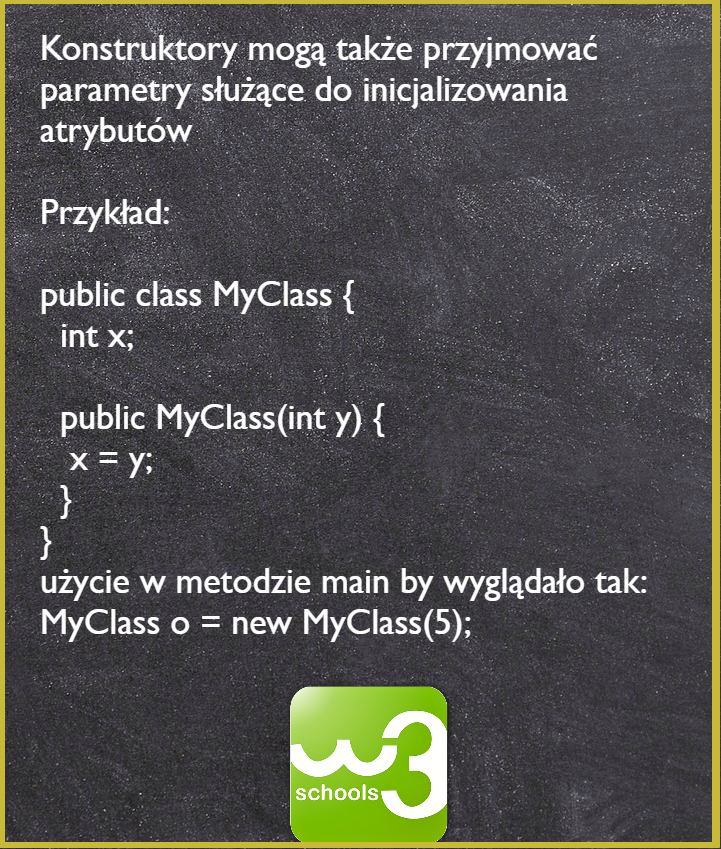 Konstruktory mogą także przyjmować
parametry służące do inicjalizowania
atrybutów
Przykład:
public class MyClass {
int x;
public MyClass(int y) {
x = y;
}
}
użycie w metodzie main by wyglądało tak:
MyClass o = new MyClass(5);
w3
schools